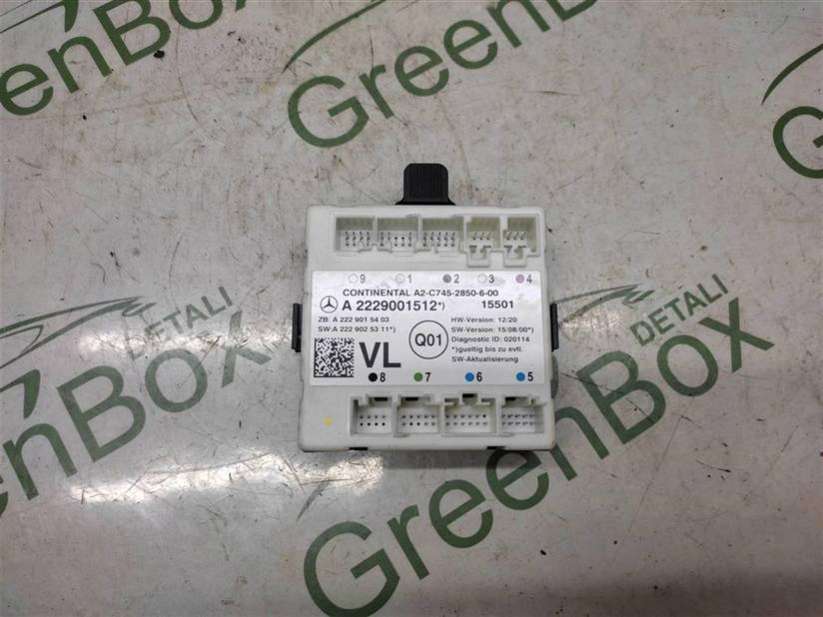 GreenBox
DETALI
GreenBox
DETALI
9 1 2 3 4
CONTINENTAL A2-C745-2850-6-00
A 2229001512*) 15501
ZB: A 222 901 54 03
HW-Version: 12/20
SW:A 222 902 53 11*)
SW-Version: 15/08.00*)
Diagnostic ID: 020114
VL
Q01
*)gueltig bis zu evtl.
SW-Aktualisierung
8 7 6 5
GreenBox
DETALI
GreenBox